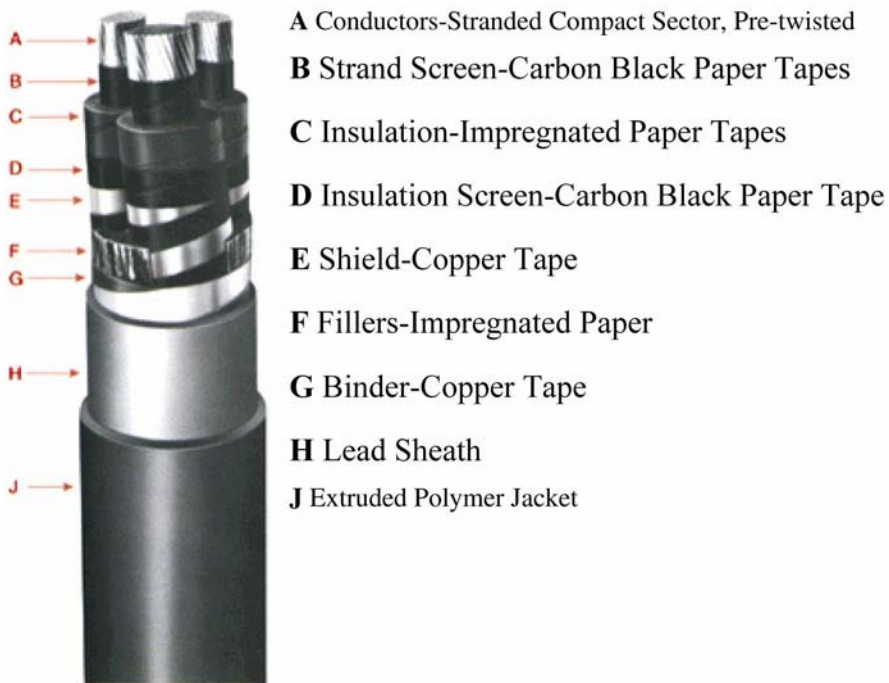 A
B
C
D
E
F
G
H
J
A Conductors-Stranded Compact Sector, Pre-twisted
B Strand Screen-Carbon Black Paper Tapes
C Insulation-Impregnated Paper Tapes
D Insulation Screen-Carbon Black Paper Tape
E Shield-Copper Tape
F Fillers-Impregnated Paper
G Binder-Copper Tape
H Lead Sheath
J Extruded Polymer Jacket